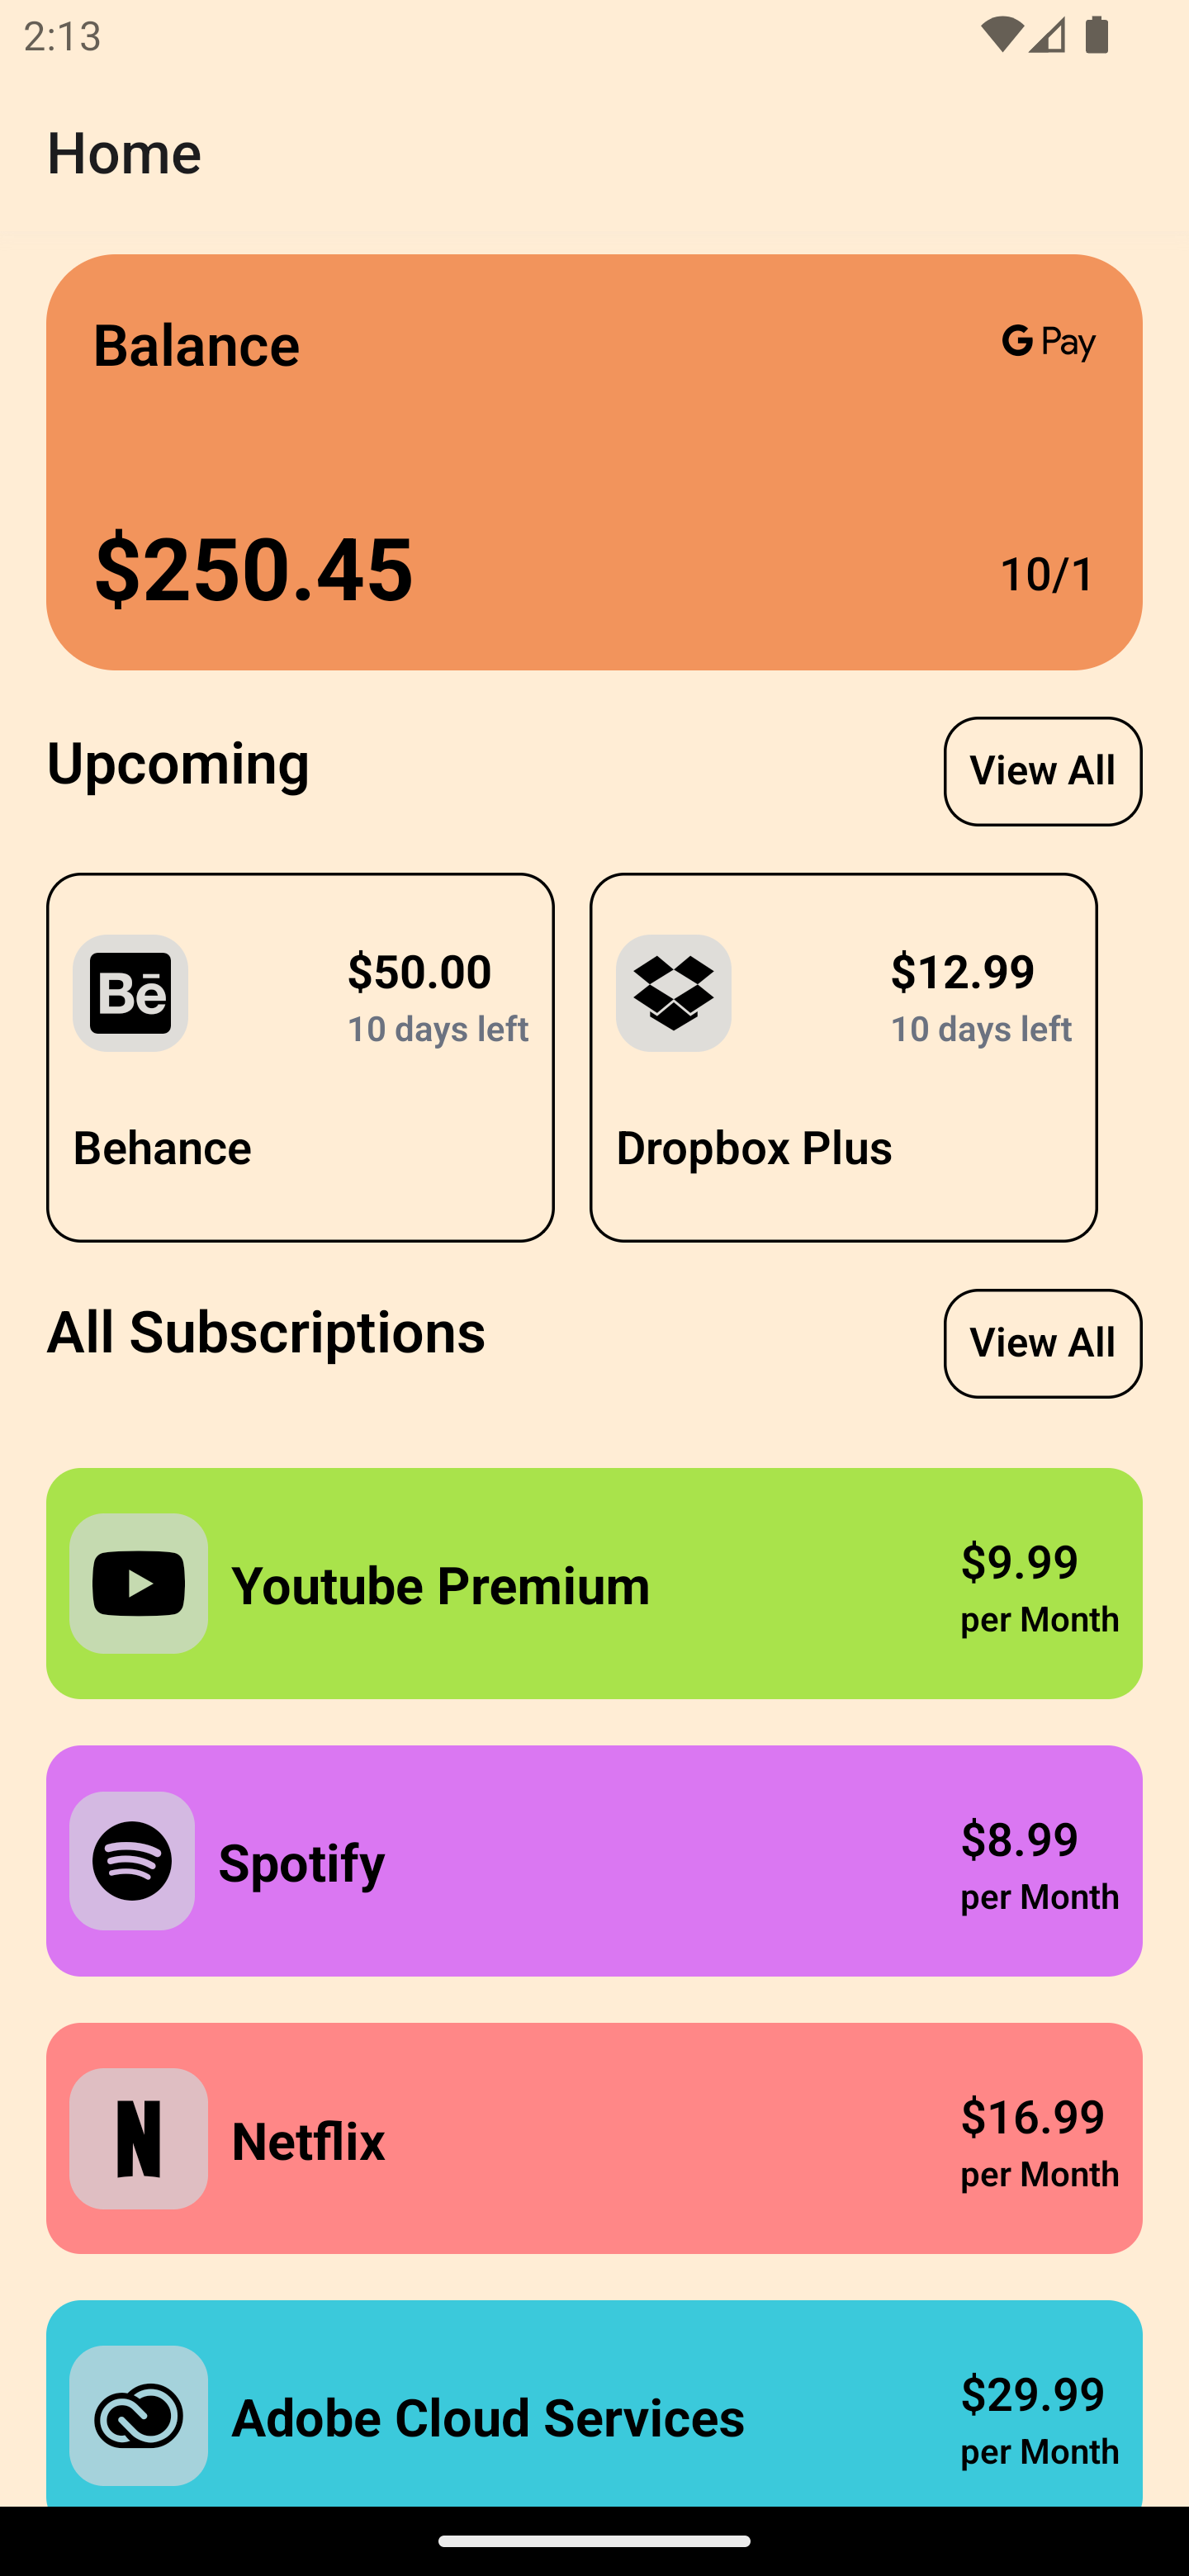 2:13
Home
Balance
G Pay
$250.45
10/1
Upcoming
View All
Bē
$50.00
10 days left
Behance
$12.99
10 days left
Dropbox Plus
All Subscriptions
View All
Youtube Premium
$9.99
per Month
Spotify
$8.99
per Month
N
Netflix
$16.99
per Month
Adobe Cloud Services
$29.99
per Month